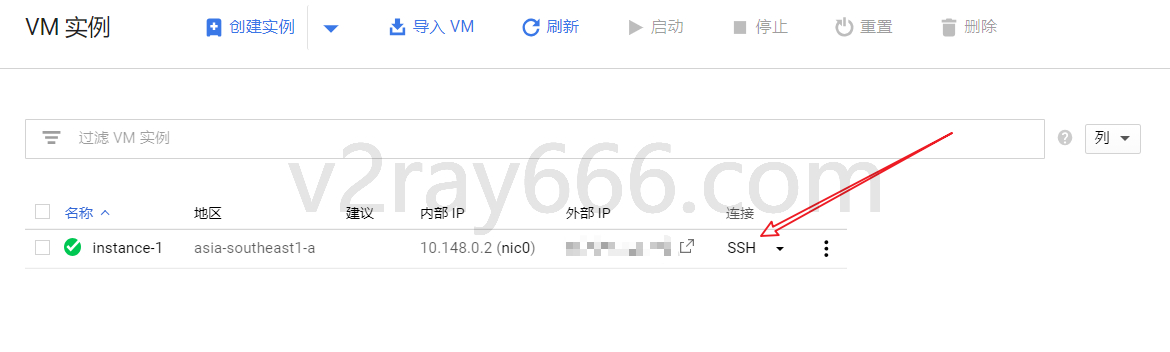 VM 实例 创建实例 导入 VM 刷新 启动 停止 重置 删除
过滤 VM 实例 列
v2ray666.com
名称 地区 建议 内部 IP 外部 IP 连接
instance-1 asia-southeast1-a 10.148.0.2 (nic0) SSH